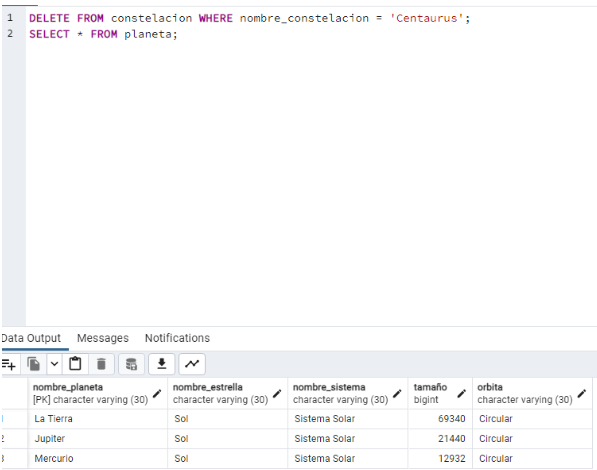 1 DELETE FROM constelacion WHERE nombre_constelacion = 'Centaurus';
2 SELECT * FROM planeta;
Data Output Messages Notifications
nombre_planeta nombre_estrella nombre_sistema tamaño orbita
[PK] character varying (30) character varying (30) character varying (30) bigint character varying (30)
1 La Tierra Sol Sistema Solar 69340 Circular
2 Jupiter Sol Sistema Solar 21440 Circular
3 Mercurio Sol Sistema Solar 12932 Circular